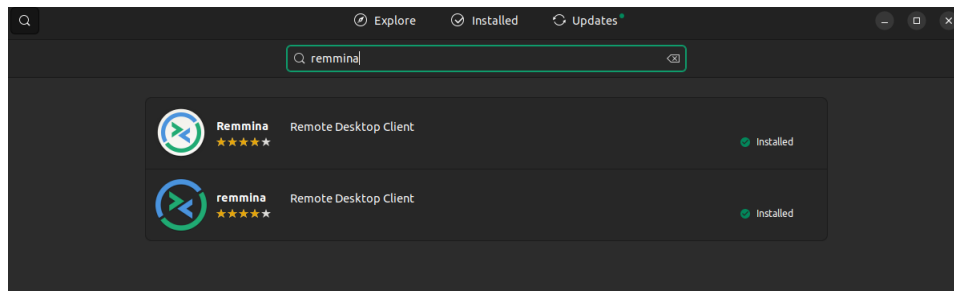 Explore Installed Updates
remmina
Remmina Remote Desktop Client
Installed
remmina Remote Desktop Client
Installed